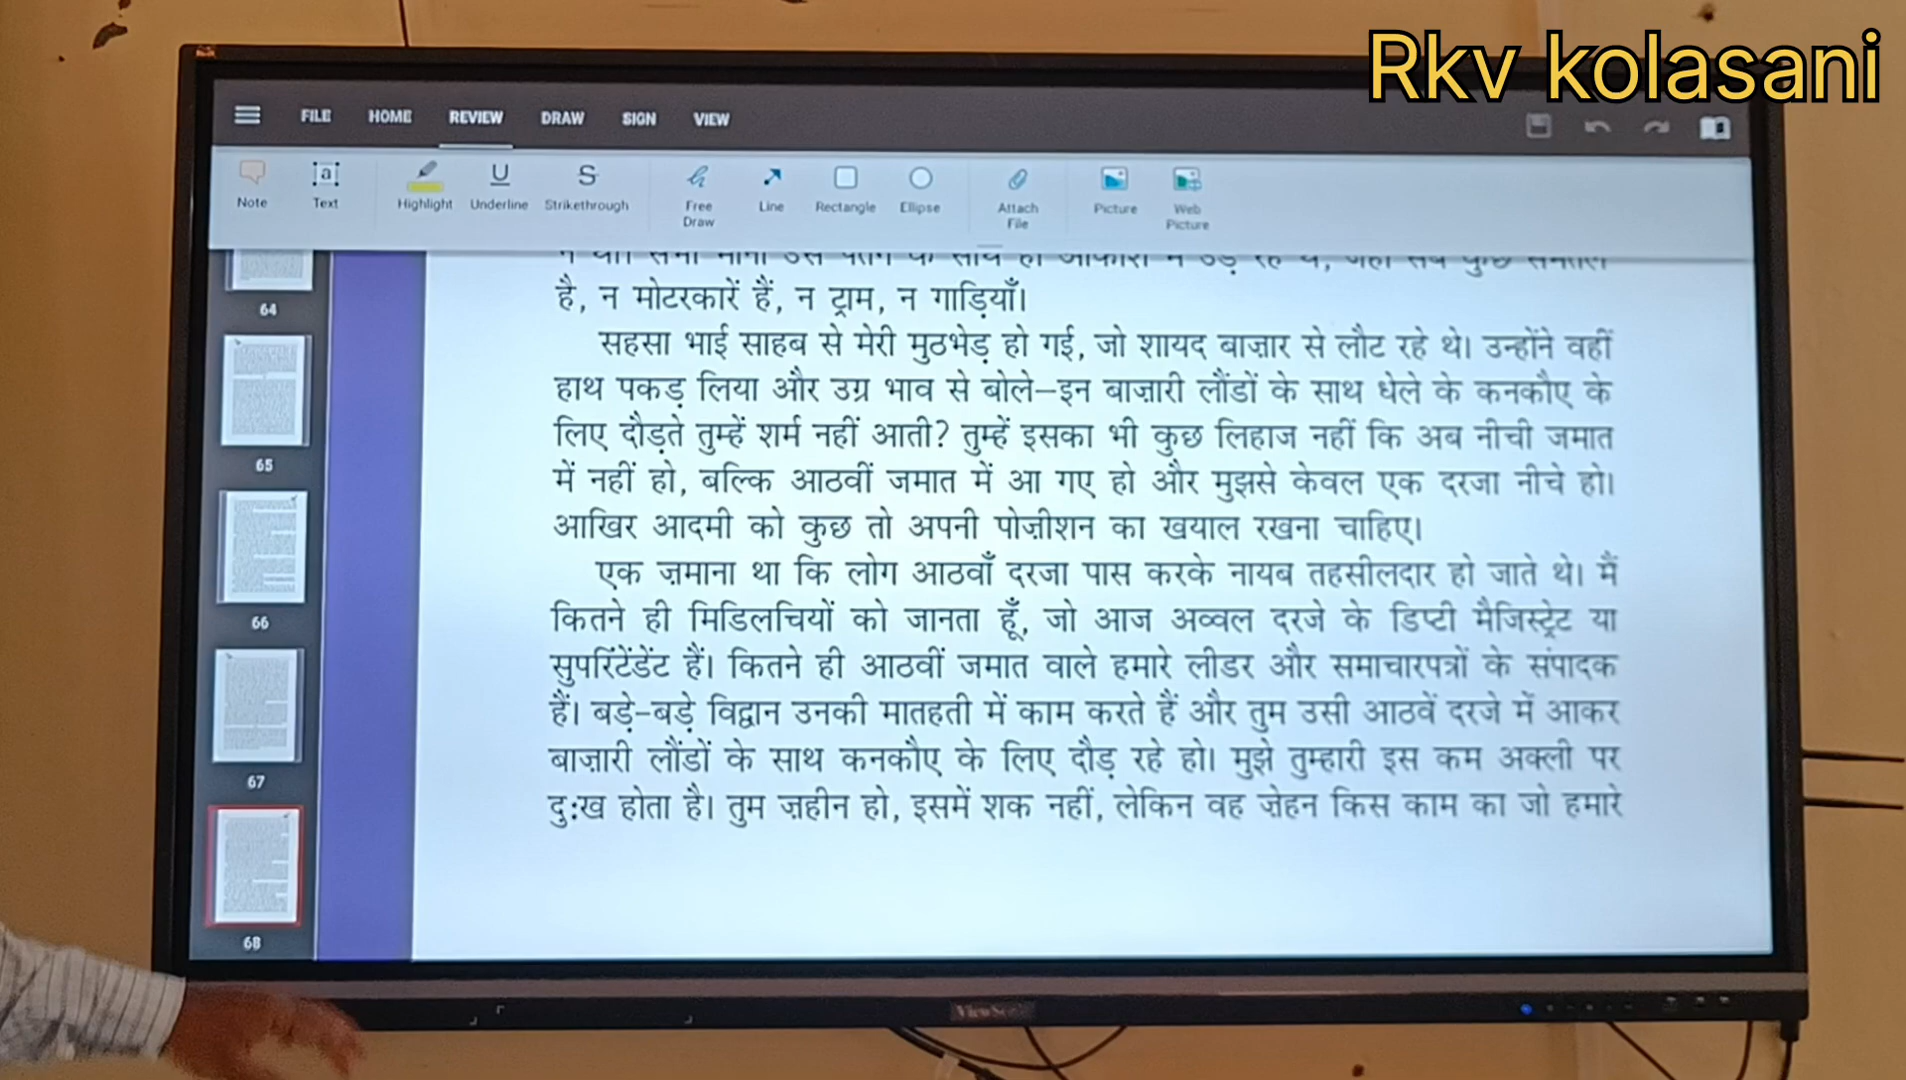 Rkv kolasani
FILE HOME REVIEW DRAW SIGN VIEW
Note Text Highlight Underline Strikethrough Free Draw Line Rectangle Ellipse Attach File Picture Web Picture
है, न मोटरकारें हैं, न ट्राम, न गाड़ियाँ।
सहसा भाई साहब से मेरी मुठभेड़ हो गई, जो शायद बाज़ार से लौट रहे थे। उन्होंने वहीं
हाथ पकड़ लिया और उग्र भाव से बोले–इन बाज़ारी लौंडों के साथ धेले के कनकौए के
लिए दौड़ते तुम्हें शर्म नहीं आती? तुम्हें इसका भी कुछ लिहाज नहीं कि अब नीची जमात
में नहीं हो, बल्कि आठवीं जमात में आ गए हो और मुझसे केवल एक दरजा नीचे हो।
आखिर आदमी को कुछ तो अपनी पोज़ीशन का खयाल रखना चाहिए।
एक ज़माना था कि लोग आठवाँ दरजा पास करके नायब तहसीलदार हो जाते थे। मैं
कितने ही मिडिलचियों को जानता हूँ, जो आज अव्वल दरजे के डिप्टी मैजिस्ट्रेट या
सुपरिंटेंडेंट हैं। कितने ही आठवीं जमात वाले हमारे लीडर और समाचारपत्रों के संपादक
हैं। बड़े-बड़े विद्वान उनकी मातहती में काम करते हैं और तुम उसी आठवें दरजे में आकर
बाज़ारी लौंडों के साथ कनकौए के लिए दौड़ रहे हो। मुझे तुम्हारी इस कम अक्ली पर
दु:ख होता है। तुम ज़हीन हो, इसमें शक नहीं, लेकिन वह ज़ेहन किस काम का जो हमारे
64
65
66
67
68
ViewSonic